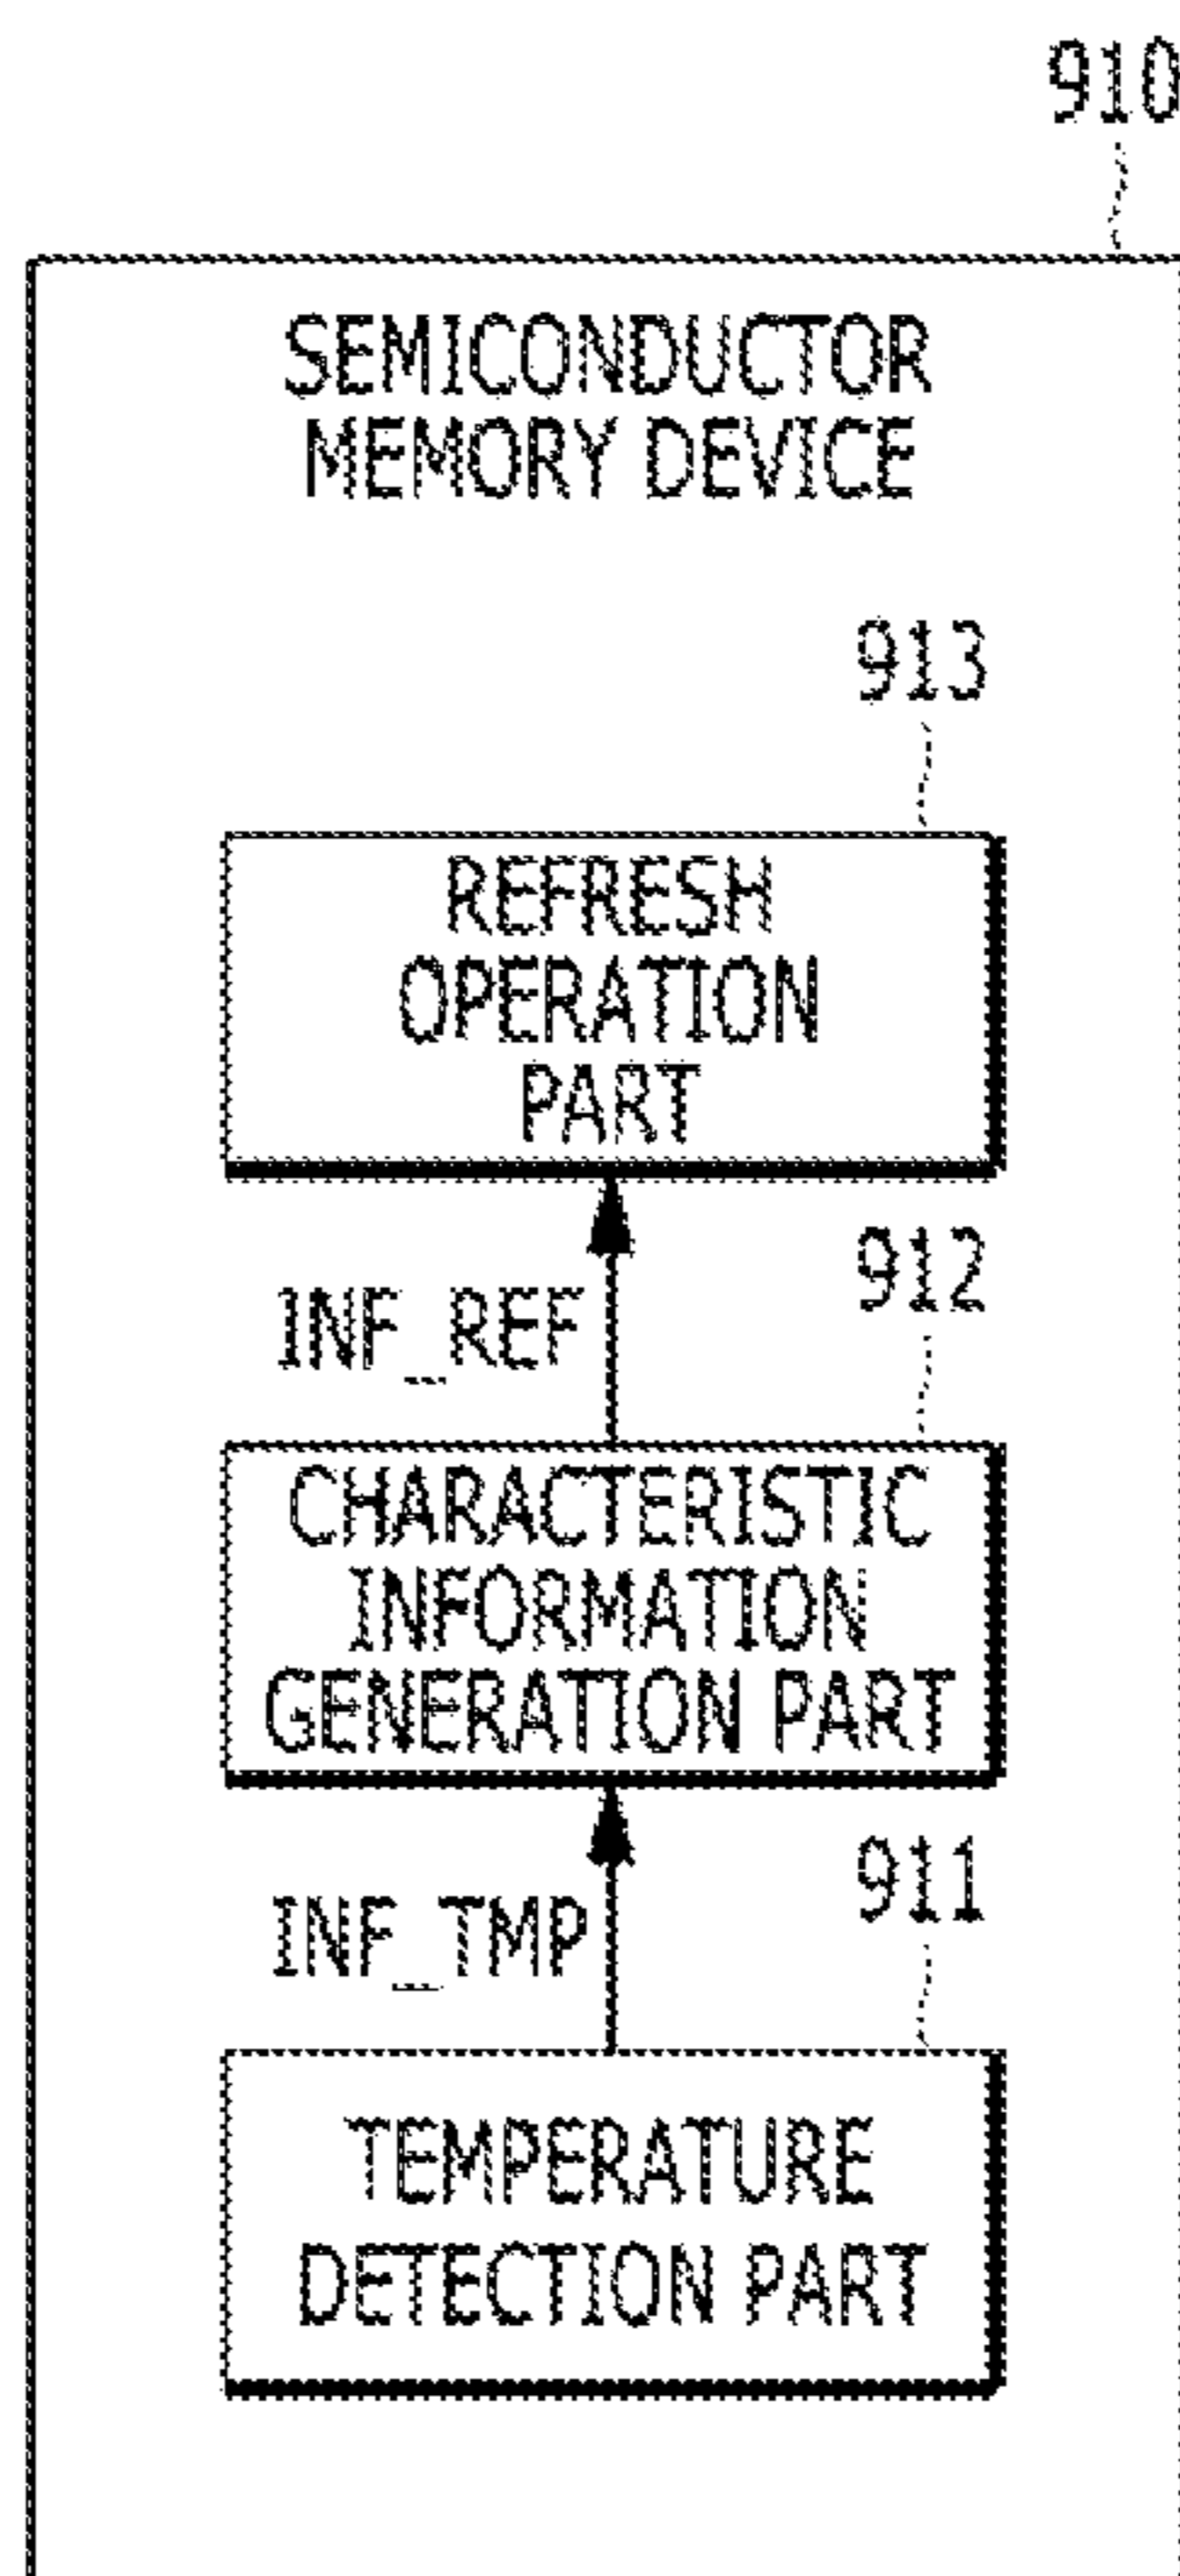 910
SEMICONDUCTOR
MEMORY DEVICE
913
REFRESH
OPERATION
PART
INF_REF
912
CHARACTERISTIC
INFORMATION
GENERATION PART
INF_TMP
911
TEMPERATURE
DETECTION PART